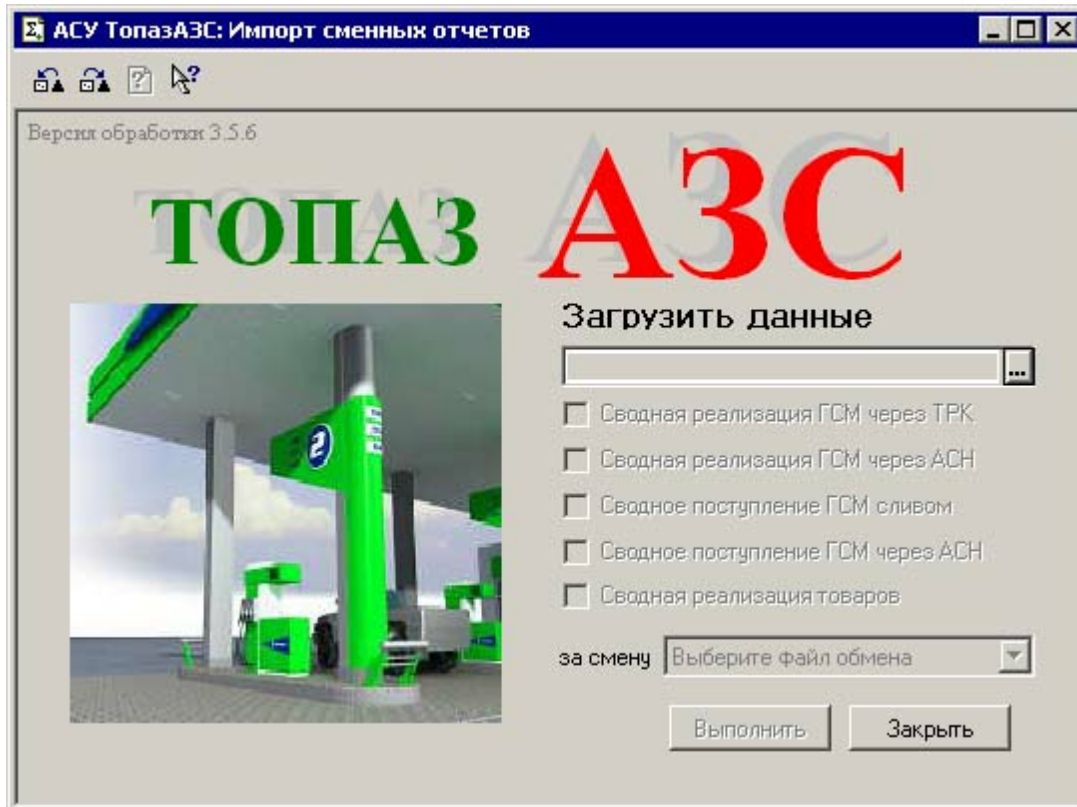 АСУ ТопазАЗС: Импорт сменных отчетов
Версия обработки 3.5.6
ТОПАЗ АЗС
Загрузить данные
...
Сводная реализация ГСМ через ТРК
Сводная реализация ГСМ через АСН
Сводное поступление ГСМ сливом
Сводное поступление ГСМ через АСН
Сводная реализация товаров
за смену Выберите файл обмена
Выполнить Закрыть
2